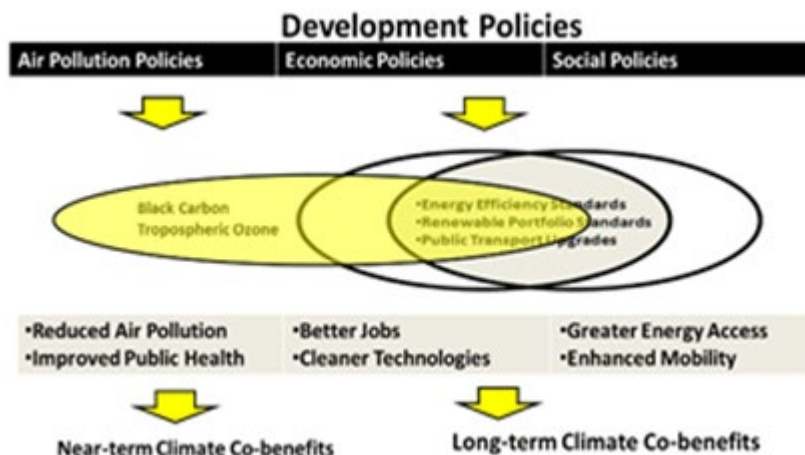 Development Policies
Air Pollution Policies Economic Policies Social Policies
Black Carbon
Tropospheric Ozone
•Energy Efficiency Standards
•Renewable Portfolio Standards
•Public Transport Upgrades
•Reduced Air Pollution •Better Jobs •Greater Energy Access
•Improved Public Health •Cleaner Technologies •Enhanced Mobility
Near-term Climate Co-benefits Long-term Climate Co-benefits